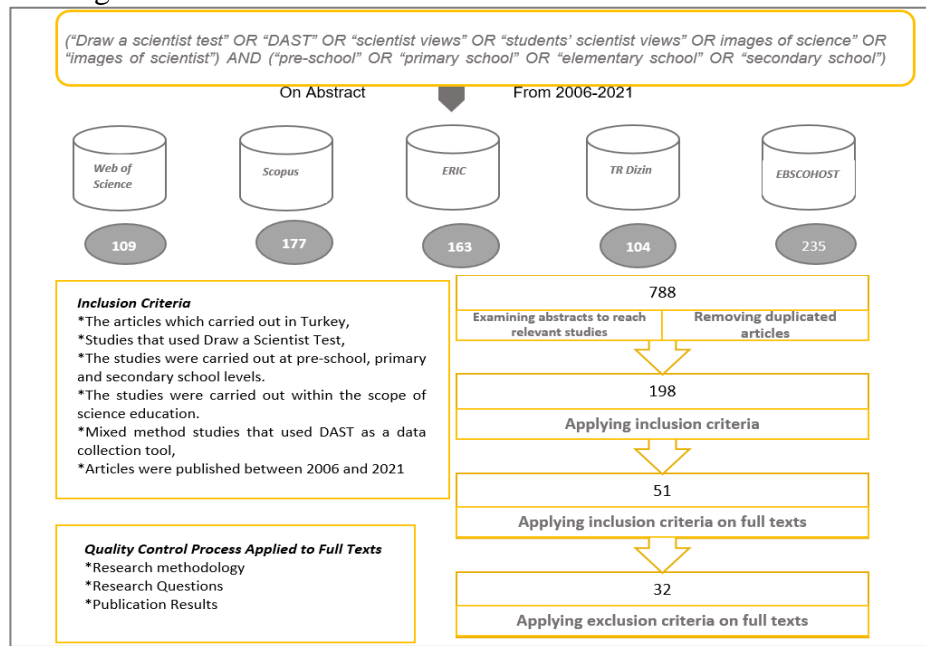 (“Draw a scientist test” OR “DAST” OR “scientist views” OR “students’ scientist views” OR images of science” OR
“images of scientist”) AND (“pre-school” OR “primary school” OR “elementary school” OR “secondary school”)
On Abstract From 2006-2021
Web of
Science
Scopus
ERIC
TR Dizin
EBSCOHOST
109
177
163
104
235
Inclusion Criteria
*The articles which carried out in Turkey,
*Studies that used Draw a Scientist Test,
*The studies were carried out at pre-school, primary
and secondary school levels.
*The studies were carried out within the scope of
science education.
*Mixed method studies that used DAST as a data
collection tool,
*Articles were published between 2006 and 2021
788
Examining abstracts to reach
relevant studies
Removing duplicated
articles
198
Applying inclusion criteria
51
Applying inclusion criteria on full texts
32
Applying exclusion criteria on full texts
Quality Control Process Applied to Full Texts
*Research methodology
*Research Questions
*Publication Results